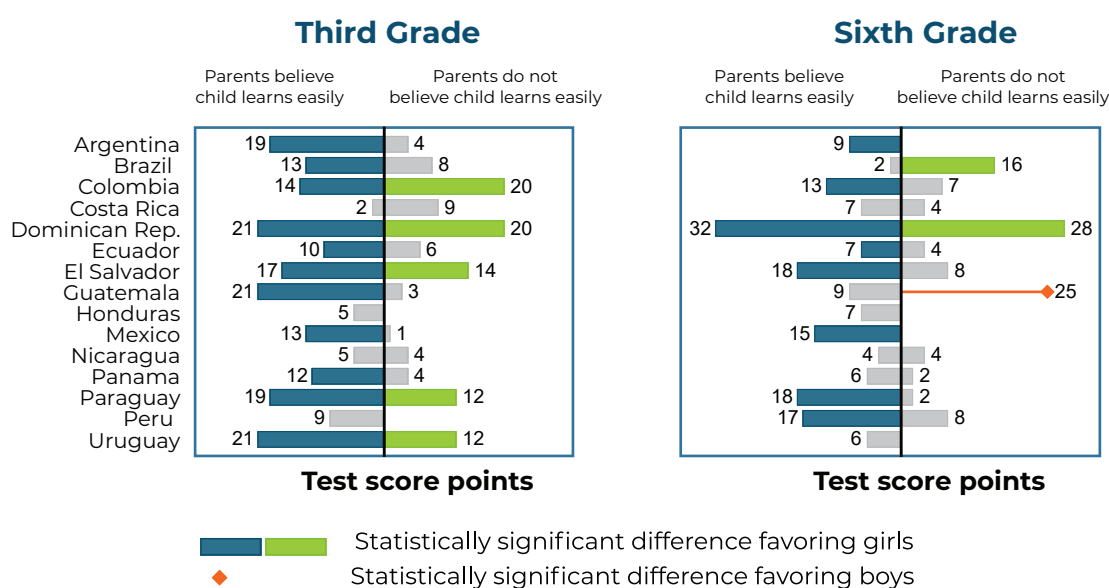 Third Grade
Sixth Grade
Parents believe
child learns easily
Parents do not
believe child learns easily
Parents believe
child learns easily
Parents do not
believe child learns easily
Argentina 19 4 9
Brazil 13 8 2 16
Colombia 14 20 13 7
Costa Rica 2 9 7 4
Dominican Rep. 21 20 32 28
Ecuador 10 6 7 4
El Salvador 17 14 18 8
Guatemala 21 3 9 25
Honduras 5 7
Mexico 13 1 15
Nicaragua 5 4 4 4
Panama 12 4 6 2
Paraguay 19 12 18 2
Peru 9 17 8
Uruguay 21 12 6
Test score points
Test score points
Statistically significant difference favoring girls
Statistically significant difference favoring boys